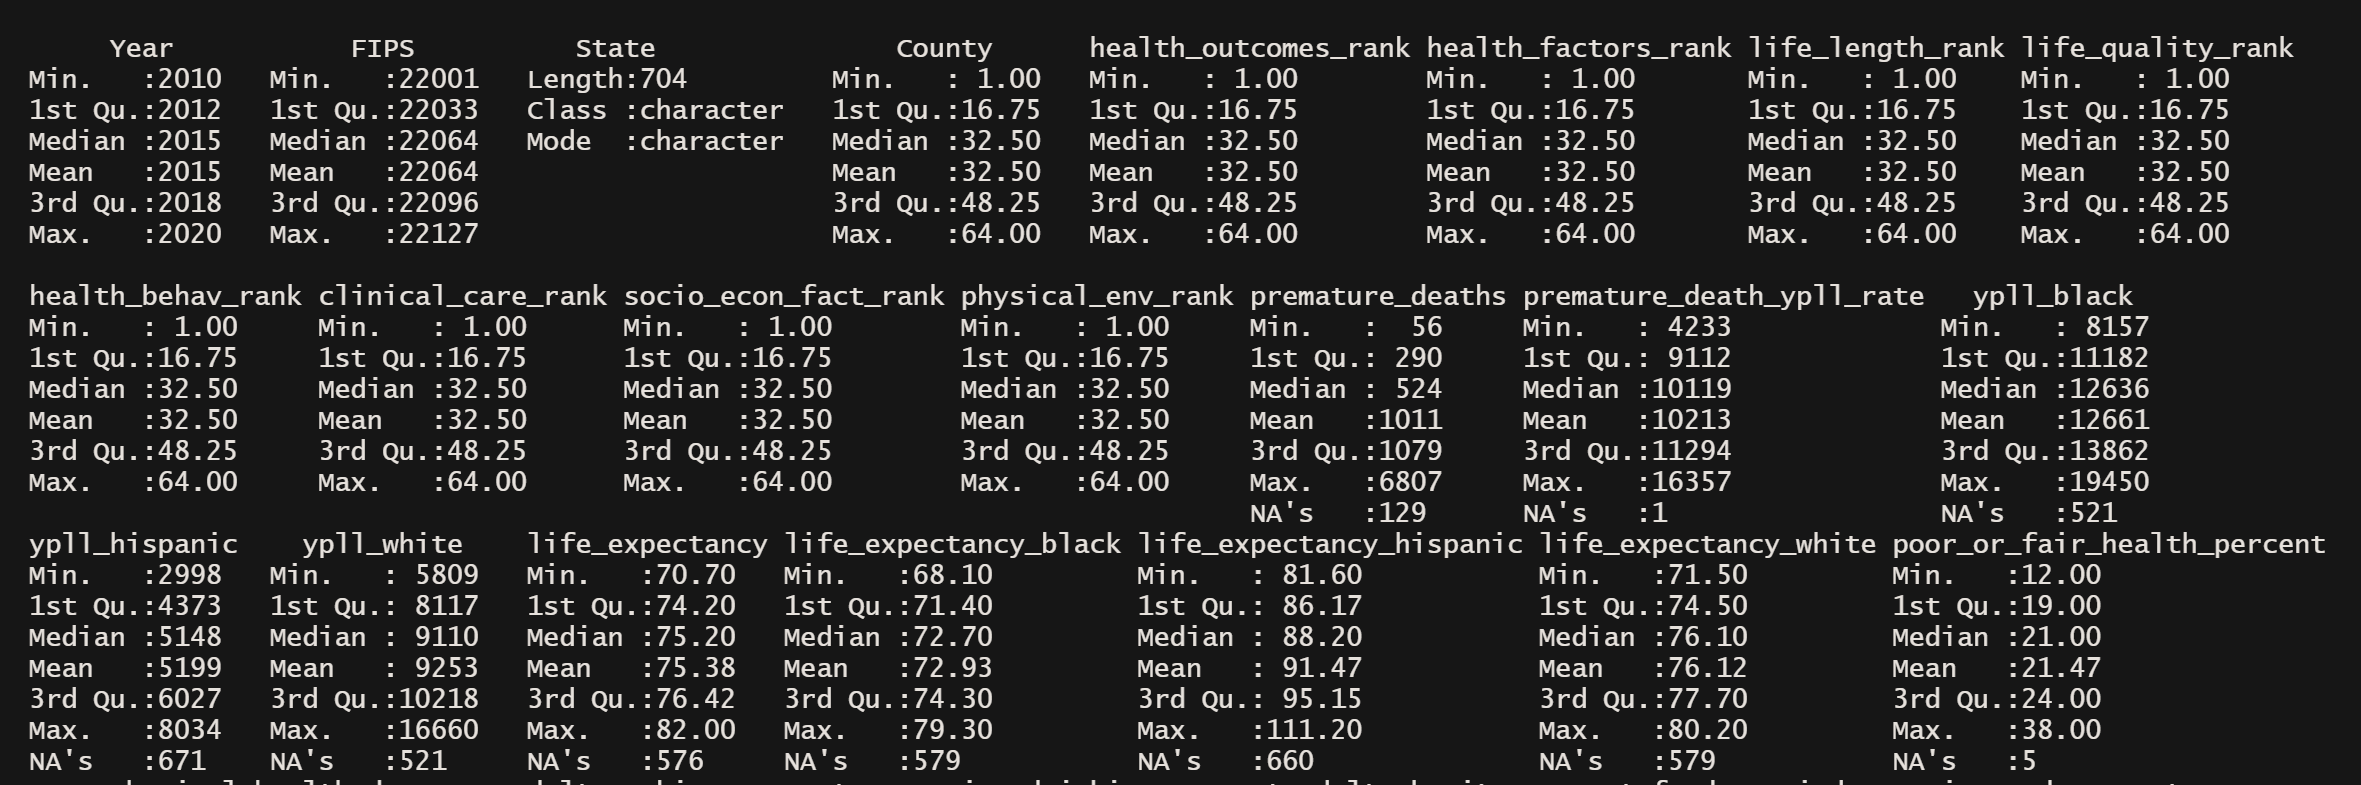 Year FIPS State County health_outcomes_rank health_factors_rank life_length_rank life_quality_rank
Min. :2010 Min. :22001 Length:704 Min. : 1.00 Min. : 1.00 Min. : 1.00 Min. : 1.00 Min. : 1.00
1st Qu.:2012 1st Qu.:22033 Class :character 1st Qu.:16.75 1st Qu.:16.75 1st Qu.:16.75 1st Qu.:16.75 1st Qu.:16.75
Median :2015 Median :22064 Mode :character Median :32.50 Median :32.50 Median :32.50 Median :32.50 Median :32.50
Mean :2015 Mean :22064 Mean :32.50 Mean :32.50 Mean :32.50 Mean :32.50 Mean :32.50
3rd Qu.:2018 3rd Qu.:22096 3rd Qu.:48.25 3rd Qu.:48.25 3rd Qu.:48.25 3rd Qu.:48.25 3rd Qu.:48.25
Max. :2020 Max. :22127 Max. :64.00 Max. :64.00 Max. :64.00 Max. :64.00 Max. :64.00
health_behav_rank clinical_care_rank socio_econ_fact_rank physical_env_rank premature_deaths premature_death_ypll_rate ypll_black
Min. : 1.00 Min. : 1.00 Min. : 1.00 Min. : 1.00 Min. : 56 Min. : 4233 Min. : 8157
1st Qu.:16.75 1st Qu.:16.75 1st Qu.:16.75 1st Qu.:16.75 1st Qu.: 290 1st Qu.: 9112 1st Qu.:11182
Median :32.50 Median :32.50 Median :32.50 Median :32.50 Median : 524 Median :10119 Median :12636
Mean :32.50 Mean :32.50 Mean :32.50 Mean :32.50 Mean :1011 Mean :10213 Mean :12661
3rd Qu.:48.25 3rd Qu.:48.25 3rd Qu.:48.25 3rd Qu.:48.25 3rd Qu.:1079 3rd Qu.:11294 3rd Qu.:13862
Max. :64.00 Max. :64.00 Max. :64.00 Max. :64.00 Max. :6807 Max. :16357 Max. :19450
NA's :129 NA's :1 NA's :521
ypll_hispanic ypll_white life_expectancy life_expectancy_black life_expectancy_hispanic life_expectancy_white poor_or_fair_health_percent
Min. :2998 Min. : 5809 Min. :70.70 Min. :68.10 Min. : 81.60 Min. :71.50 Min. :12.00
1st Qu.:4373 1st Qu.: 8117 1st Qu.:74.20 1st Qu.:71.40 1st Qu.: 86.17 1st Qu.:74.50 1st Qu.:19.00
Median :5148 Median : 9110 Median :75.20 Median :72.70 Median : 88.20 Median :76.10 Median :21.00
Mean :5199 Mean : 9253 Mean :75.38 Mean :72.93 Mean : 91.47 Mean :76.12 Mean :21.47
3rd Qu.:6027 3rd Qu.:10218 3rd Qu.:76.42 3rd Qu.:74.30 3rd Qu.: 95.15 3rd Qu.:77.70 3rd Qu.:24.00
Max. :8034 Max. :16660 Max. :82.00 Max. :79.30 Max. :111.20 Max. :80.20 Max. :38.00
NA's :671 NA's :521 NA's :576 NA's :579 NA's :660 NA's :579 NA's :5